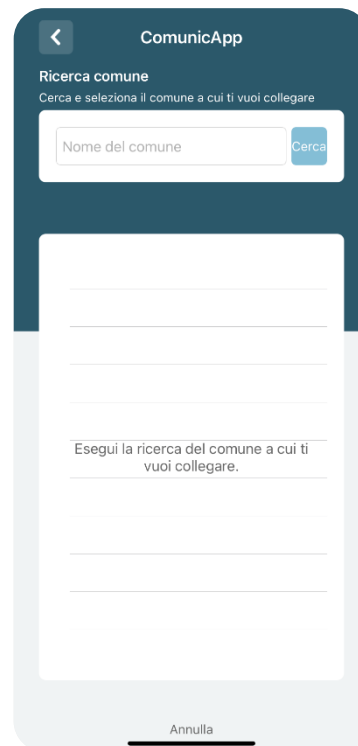 ComunicApp
Ricerca comune
Cerca e seleziona il comune a cui ti vuoi collegare
Nome del comune
Cerca
Esegui la ricerca del comune a cui ti
vuoi collegare.
Annulla